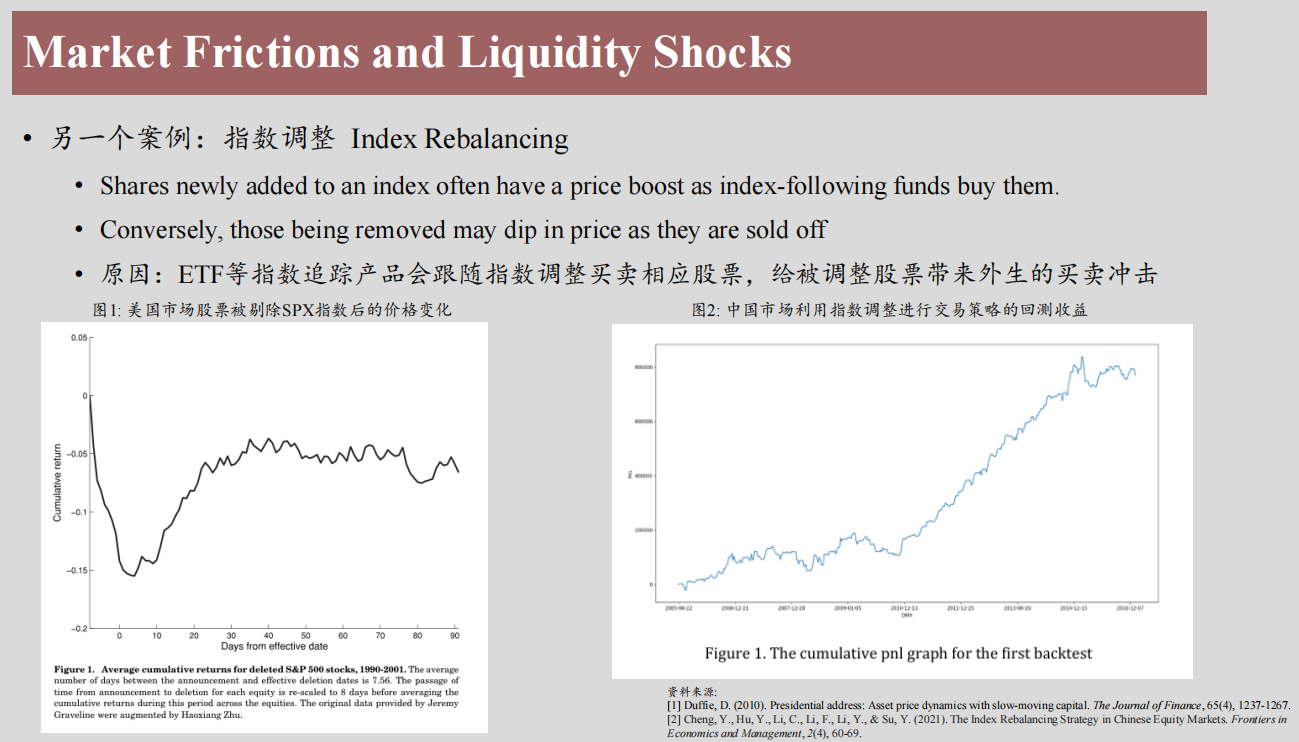 Market Frictions and Liquidity Shocks
• 另一个案例：指数调整 Index Rebalancing
• Shares newly added to an index often have a price boost as index-following funds buy them.
• Conversely, those being removed may dip in price as they are sold off
• 原因：ETF等指数追踪产品会跟随指数调整买卖相应股票，给被调整股票带来外生的买卖冲击
图1: 美国市场股票被剔除SPX指数后的价格变化
0.05
0
−0.05
−0.1
−0.15
−0.2
Cumulative return
0 10 20 30 40 50 60 70 80 90
Days from effective date
Figure 1. Average cumulative returns for deleted S&P 500 stocks, 1990-2001. The average
number of days between the announcement and effective deletion dates is 7.56. The passage of
time from announcement to deletion for each equity is re-scaled to 8 days before averaging the
cumulative returns during this period across the equities. The original data provided by Jeremy
Graveline were augmented by Haoxiang Zhu.
图2: 中国市场利用指数调整进行交易策略的回测收益
800000
600000
400000
200000
0
2005-06-22 2006-12-21 2007-12-28 2009-01-05 2010-12-13 2011-12-25 2013-06-20 2014-12-15 2016-12-07
Date
Figure 1. The cumulative pnl graph for the first backtest
资料来源:
[1] Duffie, D. (2010). Presidential address: Asset price dynamics with slow-moving capital. The Journal of Finance, 65(4), 1237-1267.
[2] Cheng, Y., Hu, Y., Li, C., Li, F., Li, Y., & Su, Y. (2021). The Index Rebalancing Strategy in Chinese Equity Markets. Frontiers in
Economics and Management, 2(4), 60-69.